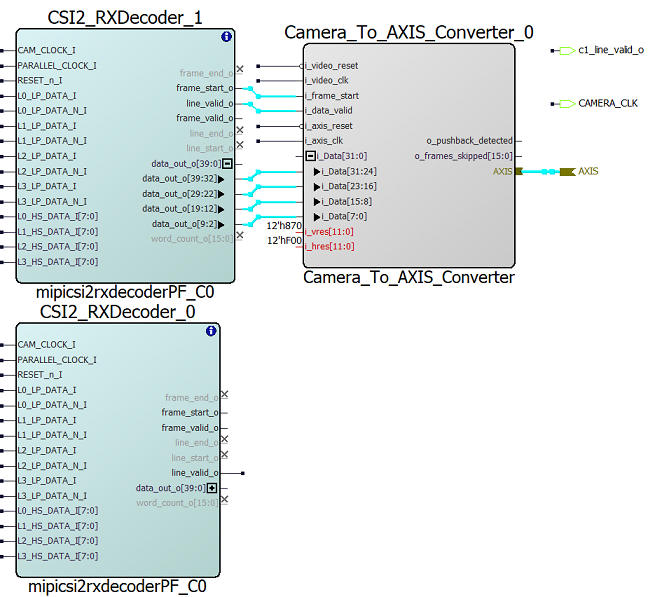 CSI2_RXDecoder_1
CAM_CLOCK_I
PARALLEL_CLOCK_I
RESET_n_I
L0_LP_DATA_I
L0_LP_DATA_N_I
L1_LP_DATA_I
L1_LP_DATA_N_I
L2_LP_DATA_I
L2_LP_DATA_N_I
L3_LP_DATA_I
L3_LP_DATA_N_I
L0_HS_DATA_I[7:0]
L1_HS_DATA_I[7:0]
L2_HS_DATA_I[7:0]
L3_HS_DATA_I[7:0]
frame_end_o
frame_start_o
line_valid_o
frame_valid_o
line_end_o
line_start_o
data_out_o[39:0]
data_out_o[39:32]
data_out_o[29:22]
data_out_o[19:12]
data_out_o[9:2]
word_count_o[15:0]
mipicsi2rxdecoderPF_C0
Camera_To_AXIS_Converter_0
i_video_reset
i_video_clk
i_frame_start
i_data_valid
i_axis_reset
i_axis_clk
i_Data[31:0]
i_Data[31:24]
i_Data[23:16]
i_Data[15:8]
i_Data[7:0]
12'h870
i_vres[11:0]
12'hF00
i_hres[11:0]
o_pushback_detected
o_frames_skipped[15:0]
AXIS
Camera_To_AXIS_Converter
c1_line_valid_o
CAMERA_CLK
AXIS
CSI2_RXDecoder_0
CAM_CLOCK_I
PARALLEL_CLOCK_I
RESET_n_I
L0_LP_DATA_I
L0_LP_DATA_N_I
L1_LP_DATA_I
L1_LP_DATA_N_I
L2_LP_DATA_I
L2_LP_DATA_N_I
L3_LP_DATA_I
L3_LP_DATA_N_I
L0_HS_DATA_I[7:0]
L1_HS_DATA_I[7:0]
L2_HS_DATA_I[7:0]
L3_HS_DATA_I[7:0]
frame_end_o
frame_start_o
frame_valid_o
line_end_o
line_start_o
line_valid_o
data_out_o[39:0]
word_count_o[15:0]
mipicsi2rxdecoderPF_C0